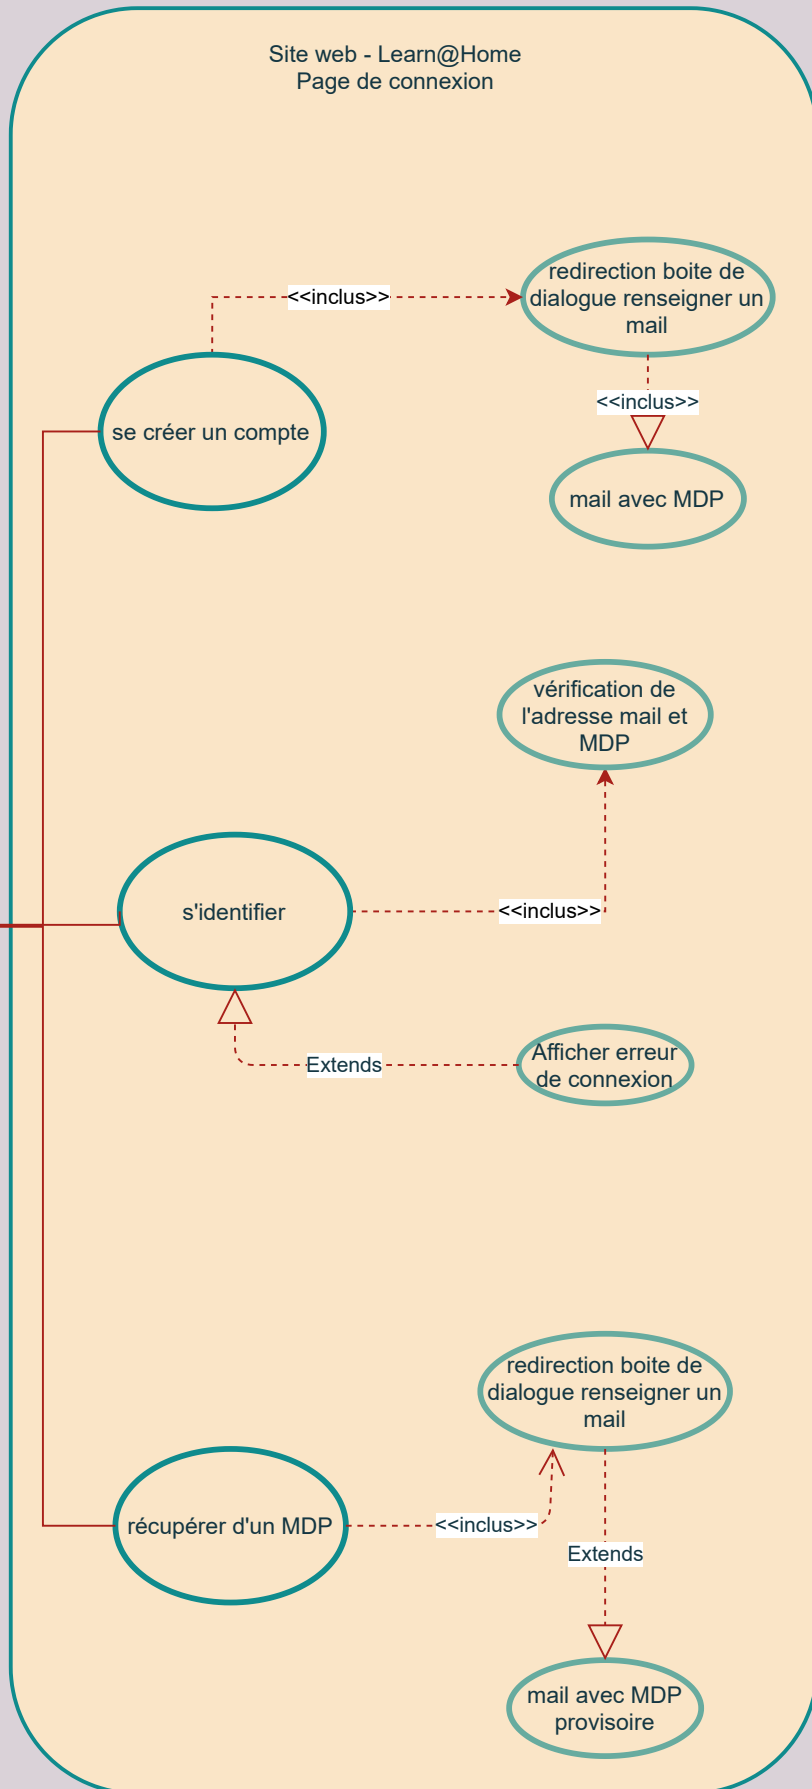 Site web - Learn@Home
Page de connexion
redirection boite de
dialogue renseigner un
mail
<<inclus>>
<<inclus>>
se créer un compte
mail avec MDP
vérification de
l'adresse mail et
MDP
s'identifier
<<inclus>>
Extends
Afficher erreur
de connexion
redirection boite de
dialogue renseigner un
mail
récupérer d'un MDP
<<inclus>>
Extends
mail avec MDP
provisoire